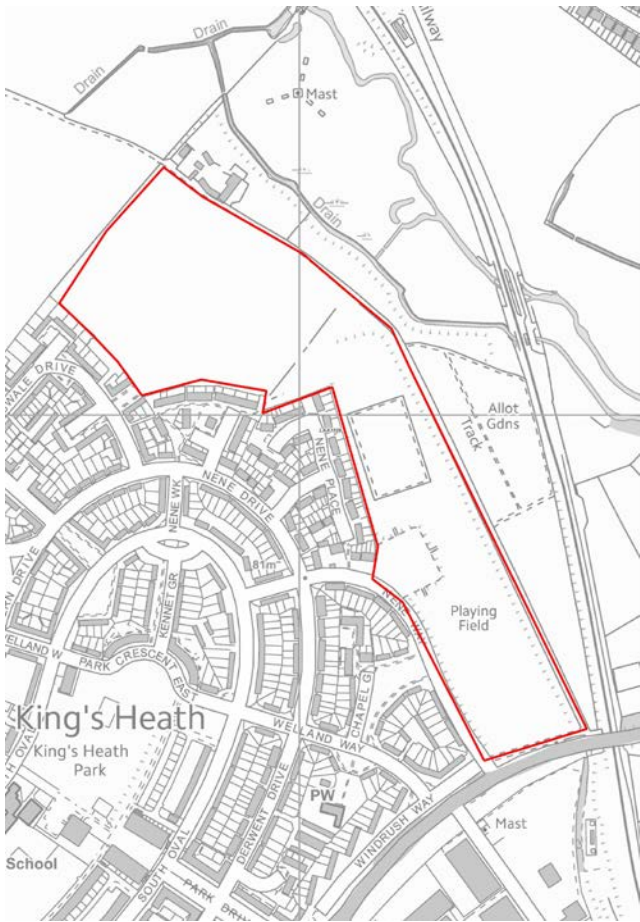 Drain
Drain
Railway
Mast
Drain
Allot
Gdns
Track
WALE DRIVE
NENE DRIVE
NENE WK
NENE PLACE
81m
NENE WAY
Playing
Field
KENNET GR
WELLAND W
PARK CRESCENT EAST
CHAPEL GI
WELLAND WAY
King's Heath
King's Heath
Park
PW
WINDRUSH WAY
Mast
DERWENT DRIVE
SOUTH OVAL
School
PARK DRI